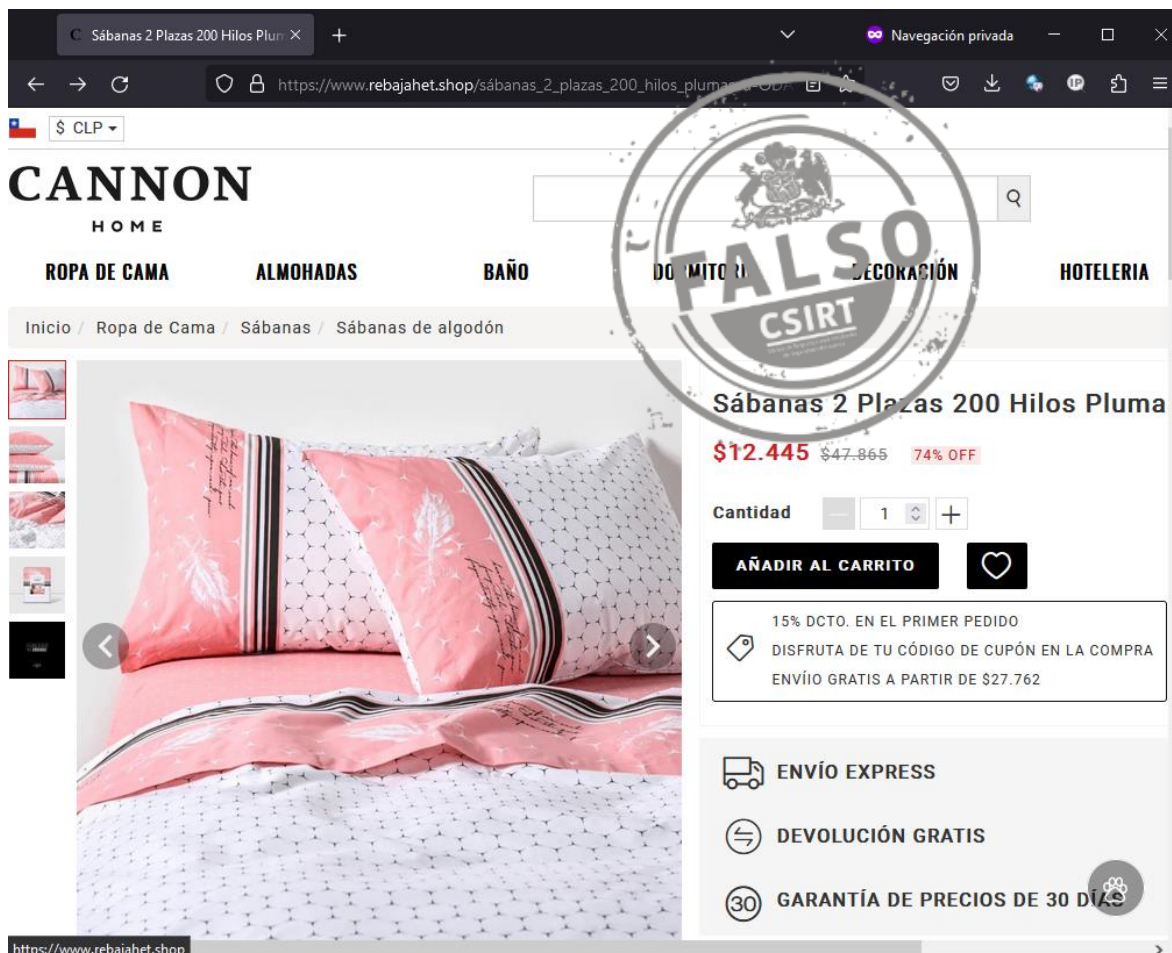 Sábanas 2 Plazas 200 Hilos Plum
Navegación privada
https://www.rebajahet.shop/sábanas_2_plazas_200_hilos_pluma
$ CLP
CANNON
HOME
FALSO
CSIRT
ROPA DE CAMA ALMOHADAS BAÑO DORMITORI DECORACIÓN HOTELERIA
Inicio / Ropa de Cama / Sábanas / Sábanas de algodón
Sábanas 2 Plazas 200 Hilos Pluma
$12.445 $47.865 74% OFF
Cantidad 1
AÑADIR AL CARRITO
15% DCTO. EN EL PRIMER PEDIDO
DISFRUTA DE TU CÓDIGO DE CUPÓN EN LA COMPRA
ENVÍIO GRATIS A PARTIR DE $27.762
ENVÍO EXPRESS
DEVOLUCIÓN GRATIS
30 GARANTÍA DE PRECIOS DE 30 DÍAS
https://www.rebajahet.shop